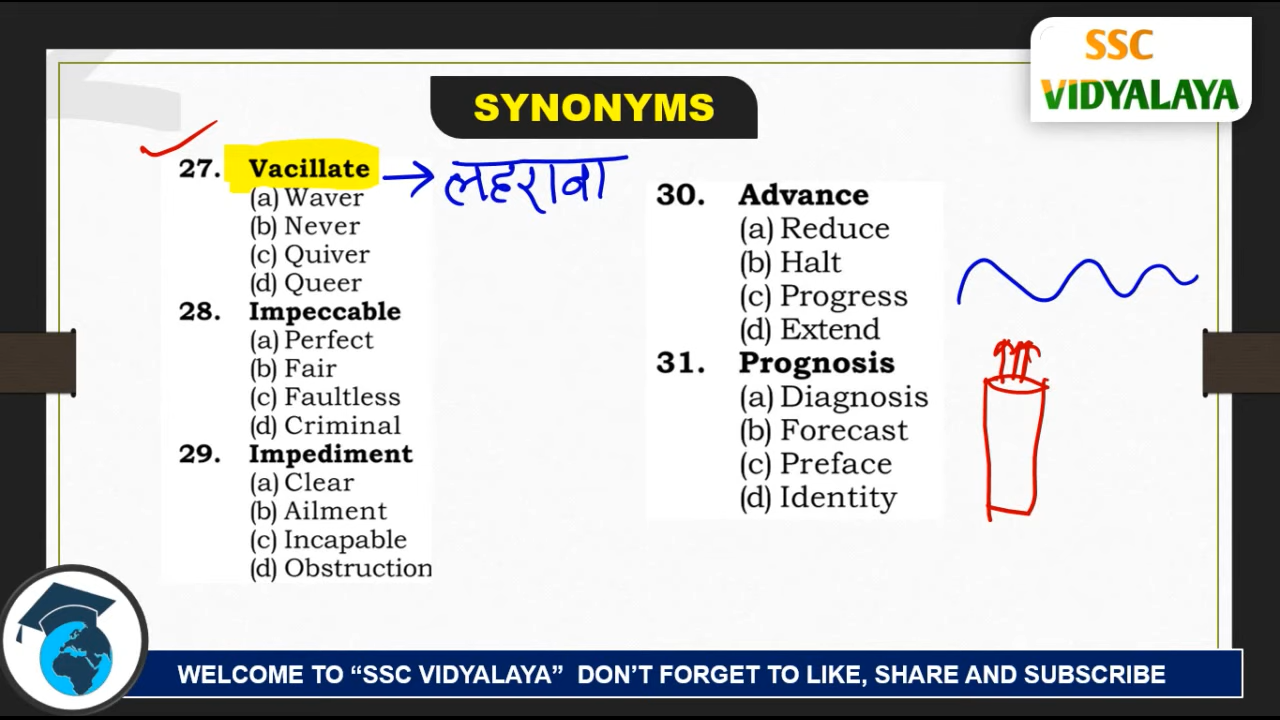 SSC
VIDYALAYA
SYNONYMS
27. Vacillate → लहरावा
(a) Waver
(b) Never
(c) Quiver
(d) Queer
28. Impeccable
(a) Perfect
(b) Fair
(c) Faultless
(d) Criminal
29. Impediment
(a) Clear
(b) Ailment
(c) Incapable
(d) Obstruction
30. Advance
(a) Reduce
(b) Halt
(c) Progress
(d) Extend
31. Prognosis
(a) Diagnosis
(b) Forecast
(c) Preface
(d) Identity
WELCOME TO “SSC VIDYALAYA” DON’T FORGET TO LIKE, SHARE AND SUBSCRIBE